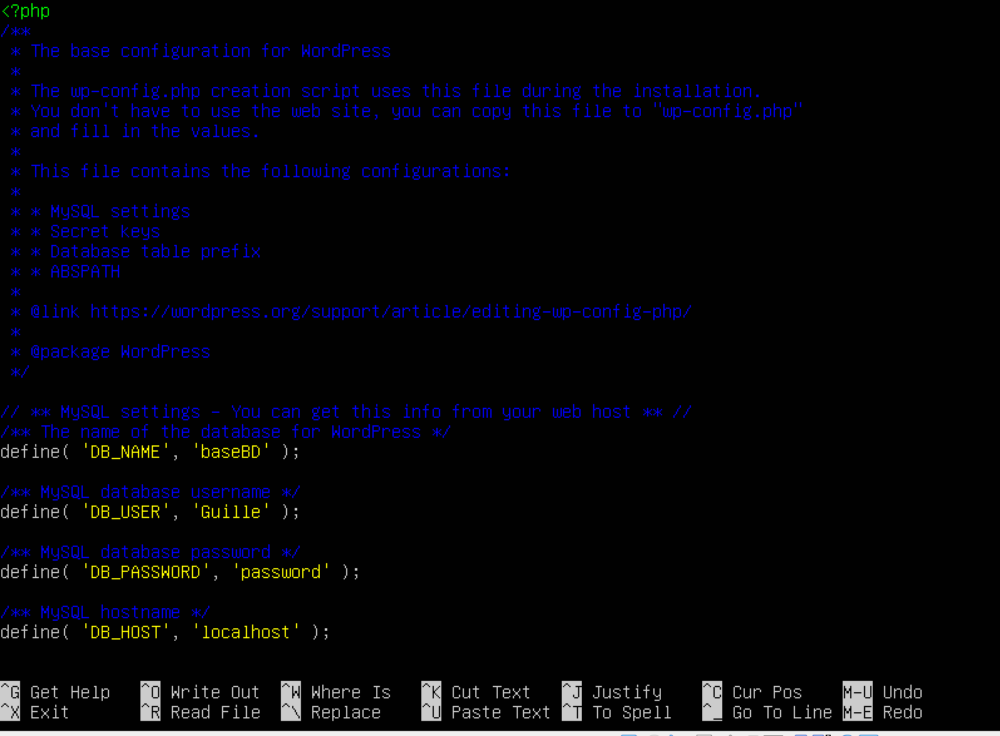 <?php
/**
 * The base configuration for WordPress
 *
 * The wp-config.php creation script uses this file during the installation.
 * You don't have to use the web site, you can copy this file to "wp-config.php"
 * and fill in the values.
 *
 * This file contains the following configurations:
 *
 * * MySQL settings
 * * Secret keys
 * * Database table prefix
 * * ABSPATH
 *
 * @link https://wordpress.org/support/article/editing-wp-config-php/
 *
 * @package WordPress
 */
// ** MySQL settings - You can get this info from your web host ** //
/** The name of the database for WordPress */
define( 'DB_NAME', 'baseBD' );
/** MySQL database username */
define( 'DB_USER', 'Guille' );
/** MySQL database password */
define( 'DB_PASSWORD', 'password' );
/** MySQL hostname */
define( 'DB_HOST', 'localhost' );
^G Get Help ^O Write Out ^W Where Is ^K Cut Text ^J Justify ^C Cur Pos M-U Undo
^X Exit ^R Read File ^\ Replace ^U Paste Text ^T To Spell ^_ Go To Line M-E Redo